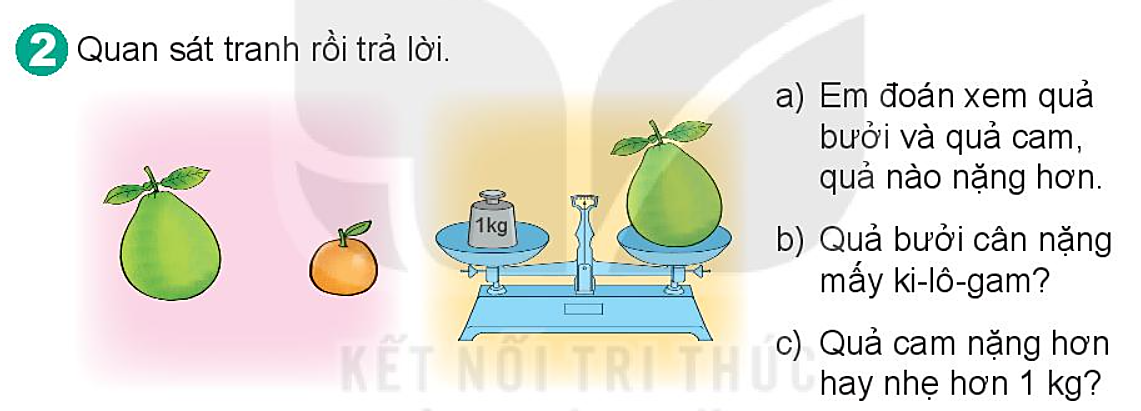 2 Quan sát tranh rồi trả lời.
a) Em đoán xem quả
bưởi và quả cam,
quả nào nặng hơn.
1kg
b) Quả bưởi cân nặng
mấy ki-lô-gam?
c) Quả cam nặng hơn
hay nhẹ hơn 1 kg?
KẾT NỐI TRI THỨC